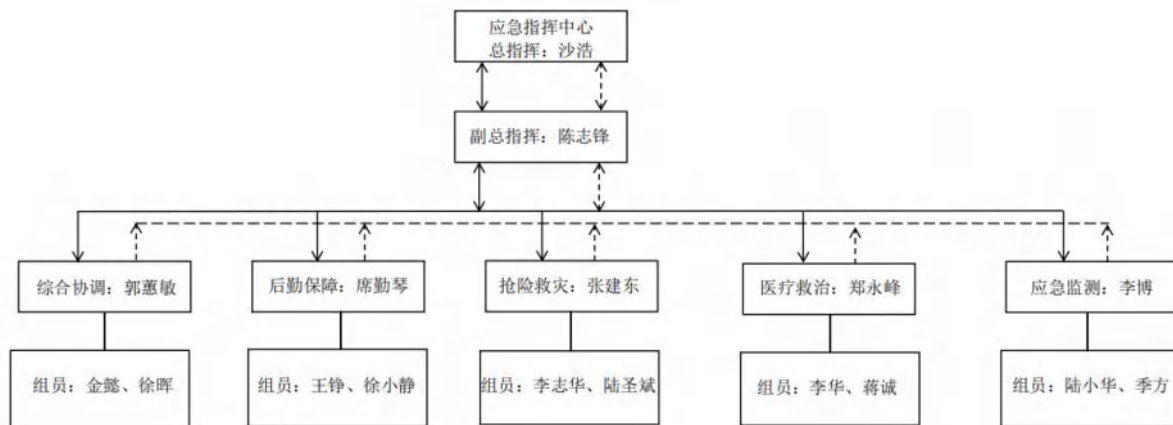 应急指挥中心
总指挥：沙浩
副总指挥：陈志锋
综合协调：郭蕙敏
后勤保障：席勤琴
抢险救灾：张建东
医疗救治：郑永峰
应急监测：李博
组员：金懿、徐晖
组员：王铮、徐小静
组员：李志华、陆圣斌
组员：李华、蒋诚
组员：陆小华、季方